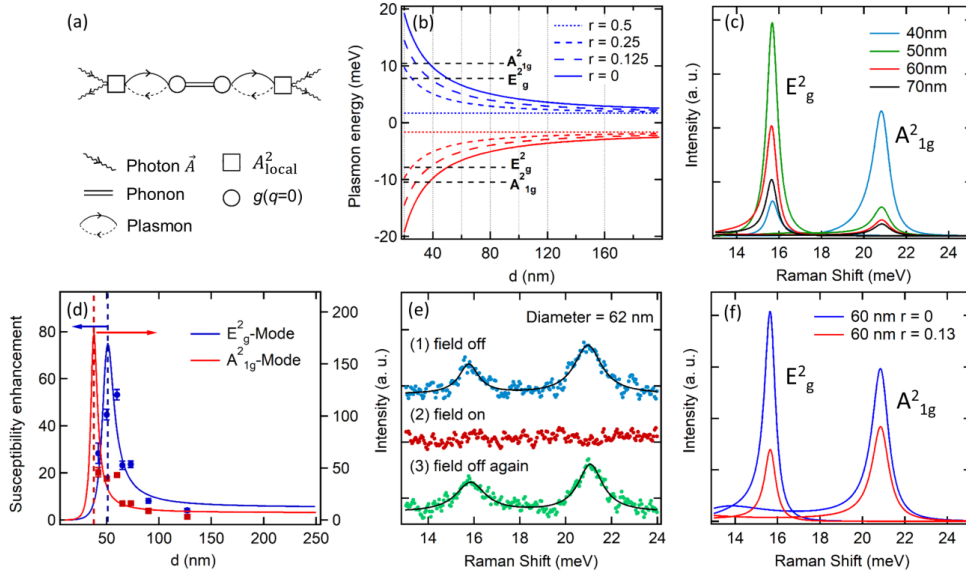 (a)
Photon A⃗
A²local
Phonon
g(q=0)
Plasmon
(b)
Plasmon energy (meV)
20
10
0
-10
-20
r = 0.5
r = 0.25
r = 0.125
r = 0
A²1g
E²g
E²g
A²1g
40
80
120
160
d (nm)
(c)
Intensity (a. u.)
40nm
50nm
60nm
70nm
E²g
A²1g
14 16 18 20 22 24
Raman Shift (meV)
(d)
Susceptibility enhancement
80
60
40
20
0
200
150
100
50
0
E²g-Mode
A²1g-Mode
0 50 100 150 200 250
d (nm)
(e)
Diameter = 62 nm
Intensity (a. u.)
(1) field off
(2) field on
(3) field off again
14 16 18 20 22 24
Raman Shift (meV)
(f)
Intensity (a. u.)
60 nm r = 0
60 nm r = 0.13
E²g
A²1g
14 16 18 20 22 24
Raman Shift (meV)